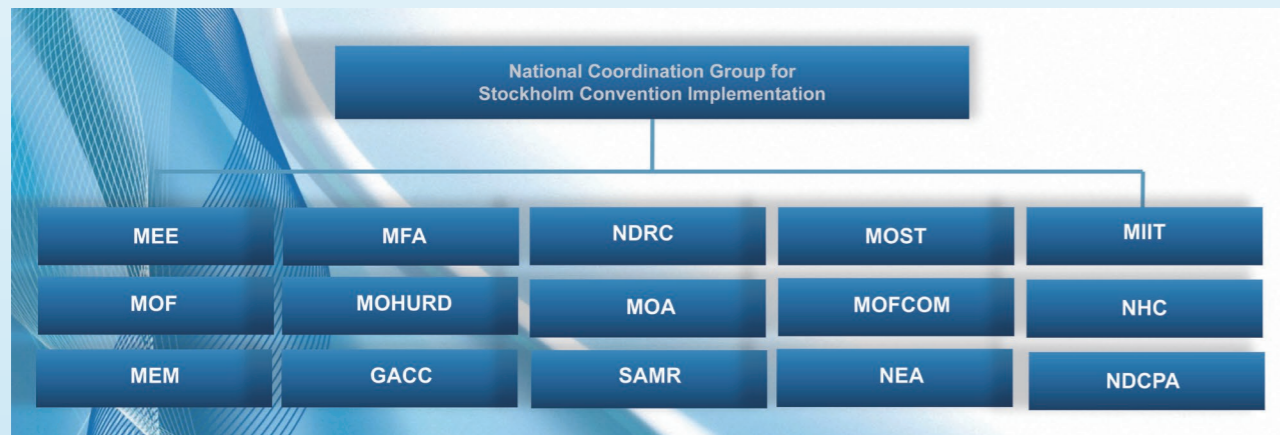 National Coordination Group for
Stockholm Convention Implementation
MEE
MFA
NDRC
MOST
MIIT
MOF
MOHURD
MOA
MOFCOM
NHC
MEM
GACC
SAMR
NEA
NDCPA